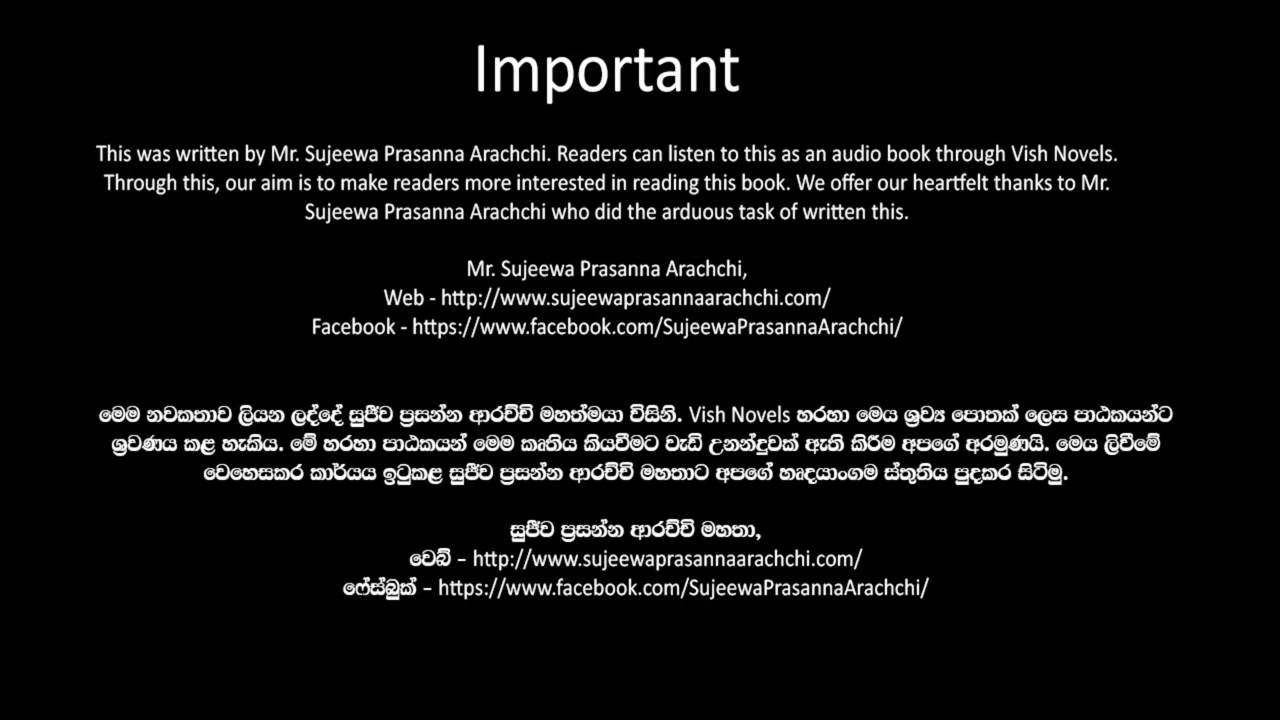 Important
This was written by Mr. Sujeewa Prasanna Arachchi. Readers can listen to this as an audio book through Vish Novels.
Through this, our aim is to make readers more interested in reading this book. We offer our heartfelt thanks to Mr.
Sujeewa Prasanna Arachchi who did the arduous task of written this.
Mr. Sujeewa Prasanna Arachchi,
Web - http://www.sujeewaprasannaarachchi.com/
Facebook - https://www.facebook.com/SujeewaPrasannaArachchi/
මෙම නවකතාව ලියන ලද්දේ සුජීව ප්‍රසන්න ආරච්චි මහත්මයා විසිනි. Vish Novels හරහා මෙය ශ්‍රව්‍ය පොතක් ලෙස පාඨකයන්ට
ශ්‍රවණය කළ හැකිය. මේ හරහා පාඨකයන් මෙම කෘතිය කියවීමට වැඩි උනන්දුවක් ඇති කිරීම අපගේ අරමුණයි. මෙය ලිවීමේ
වෙහෙසකර කාර්යය ඉටුකළ සුජීව ප්‍රසන්න ආරච්චි මහතාට අපගේ හෘදයාංගම ස්තූතිය පුදකර සිටිමු.
සුජීව ප්‍රසන්න ආරච්චි මහතා,
වෙබ් – http://www.sujeewaprasannaarachchi.com/
ෆේස්බුක් – https://www.facebook.com/SujeewaPrasannaArachchi/